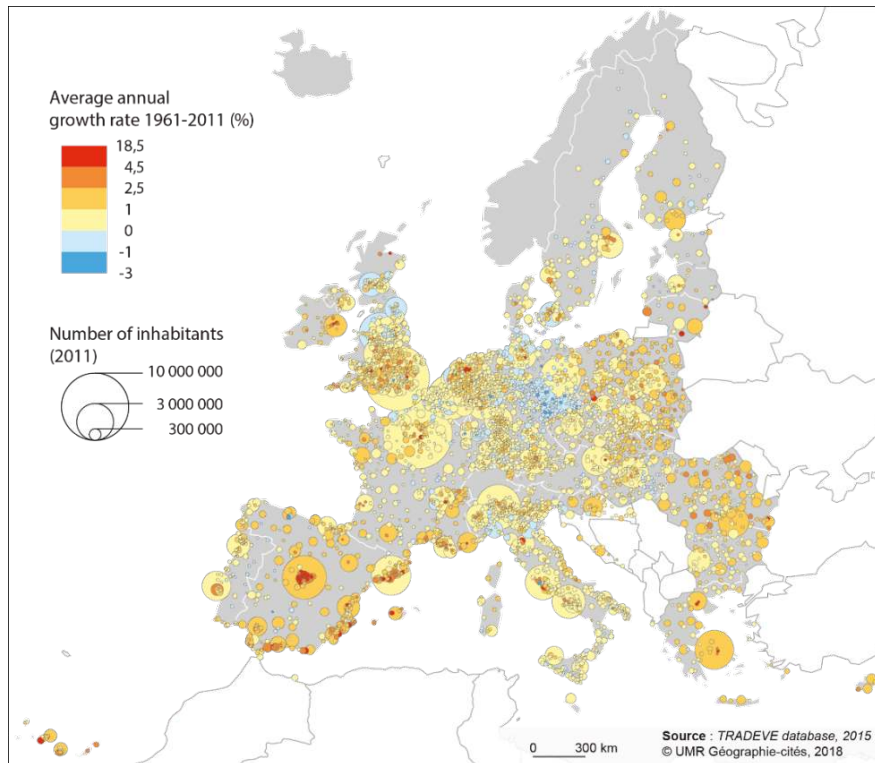 Average annual
growth rate 1961-2011 (%)
18,5
4,5
2,5
1
0
-1
-3
Number of inhabitants
(2011)
10 000 000
3 000 000
300 000
0 300 km
Source : TRADEVE database, 2015
© UMR Géographie-cités, 2018